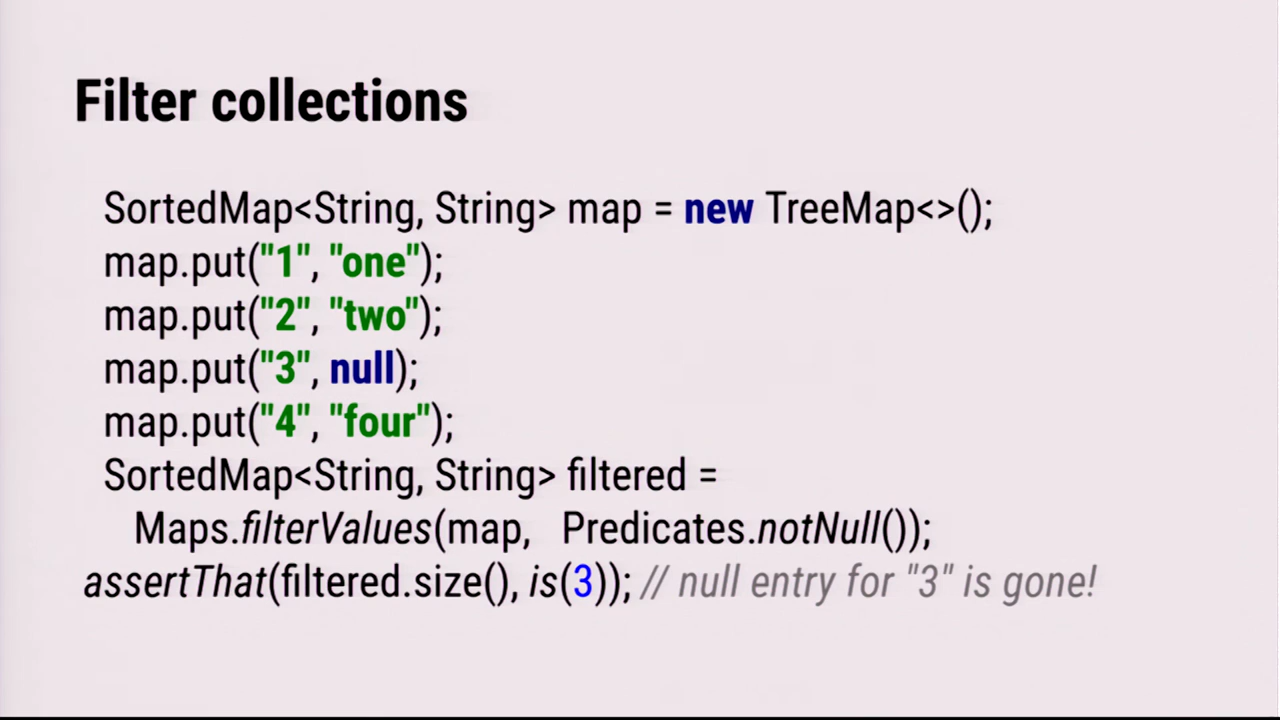 Filter collections
SortedMap<String, String> map = new TreeMap<>();
map.put("1", "one");
map.put("2", "two");
map.put("3", null);
map.put("4", "four");
SortedMap<String, String> filtered =
Maps.filterValues(map, Predicates.notNull());
assertThat(filtered.size(), is(3)); // null entry for "3" is gone!